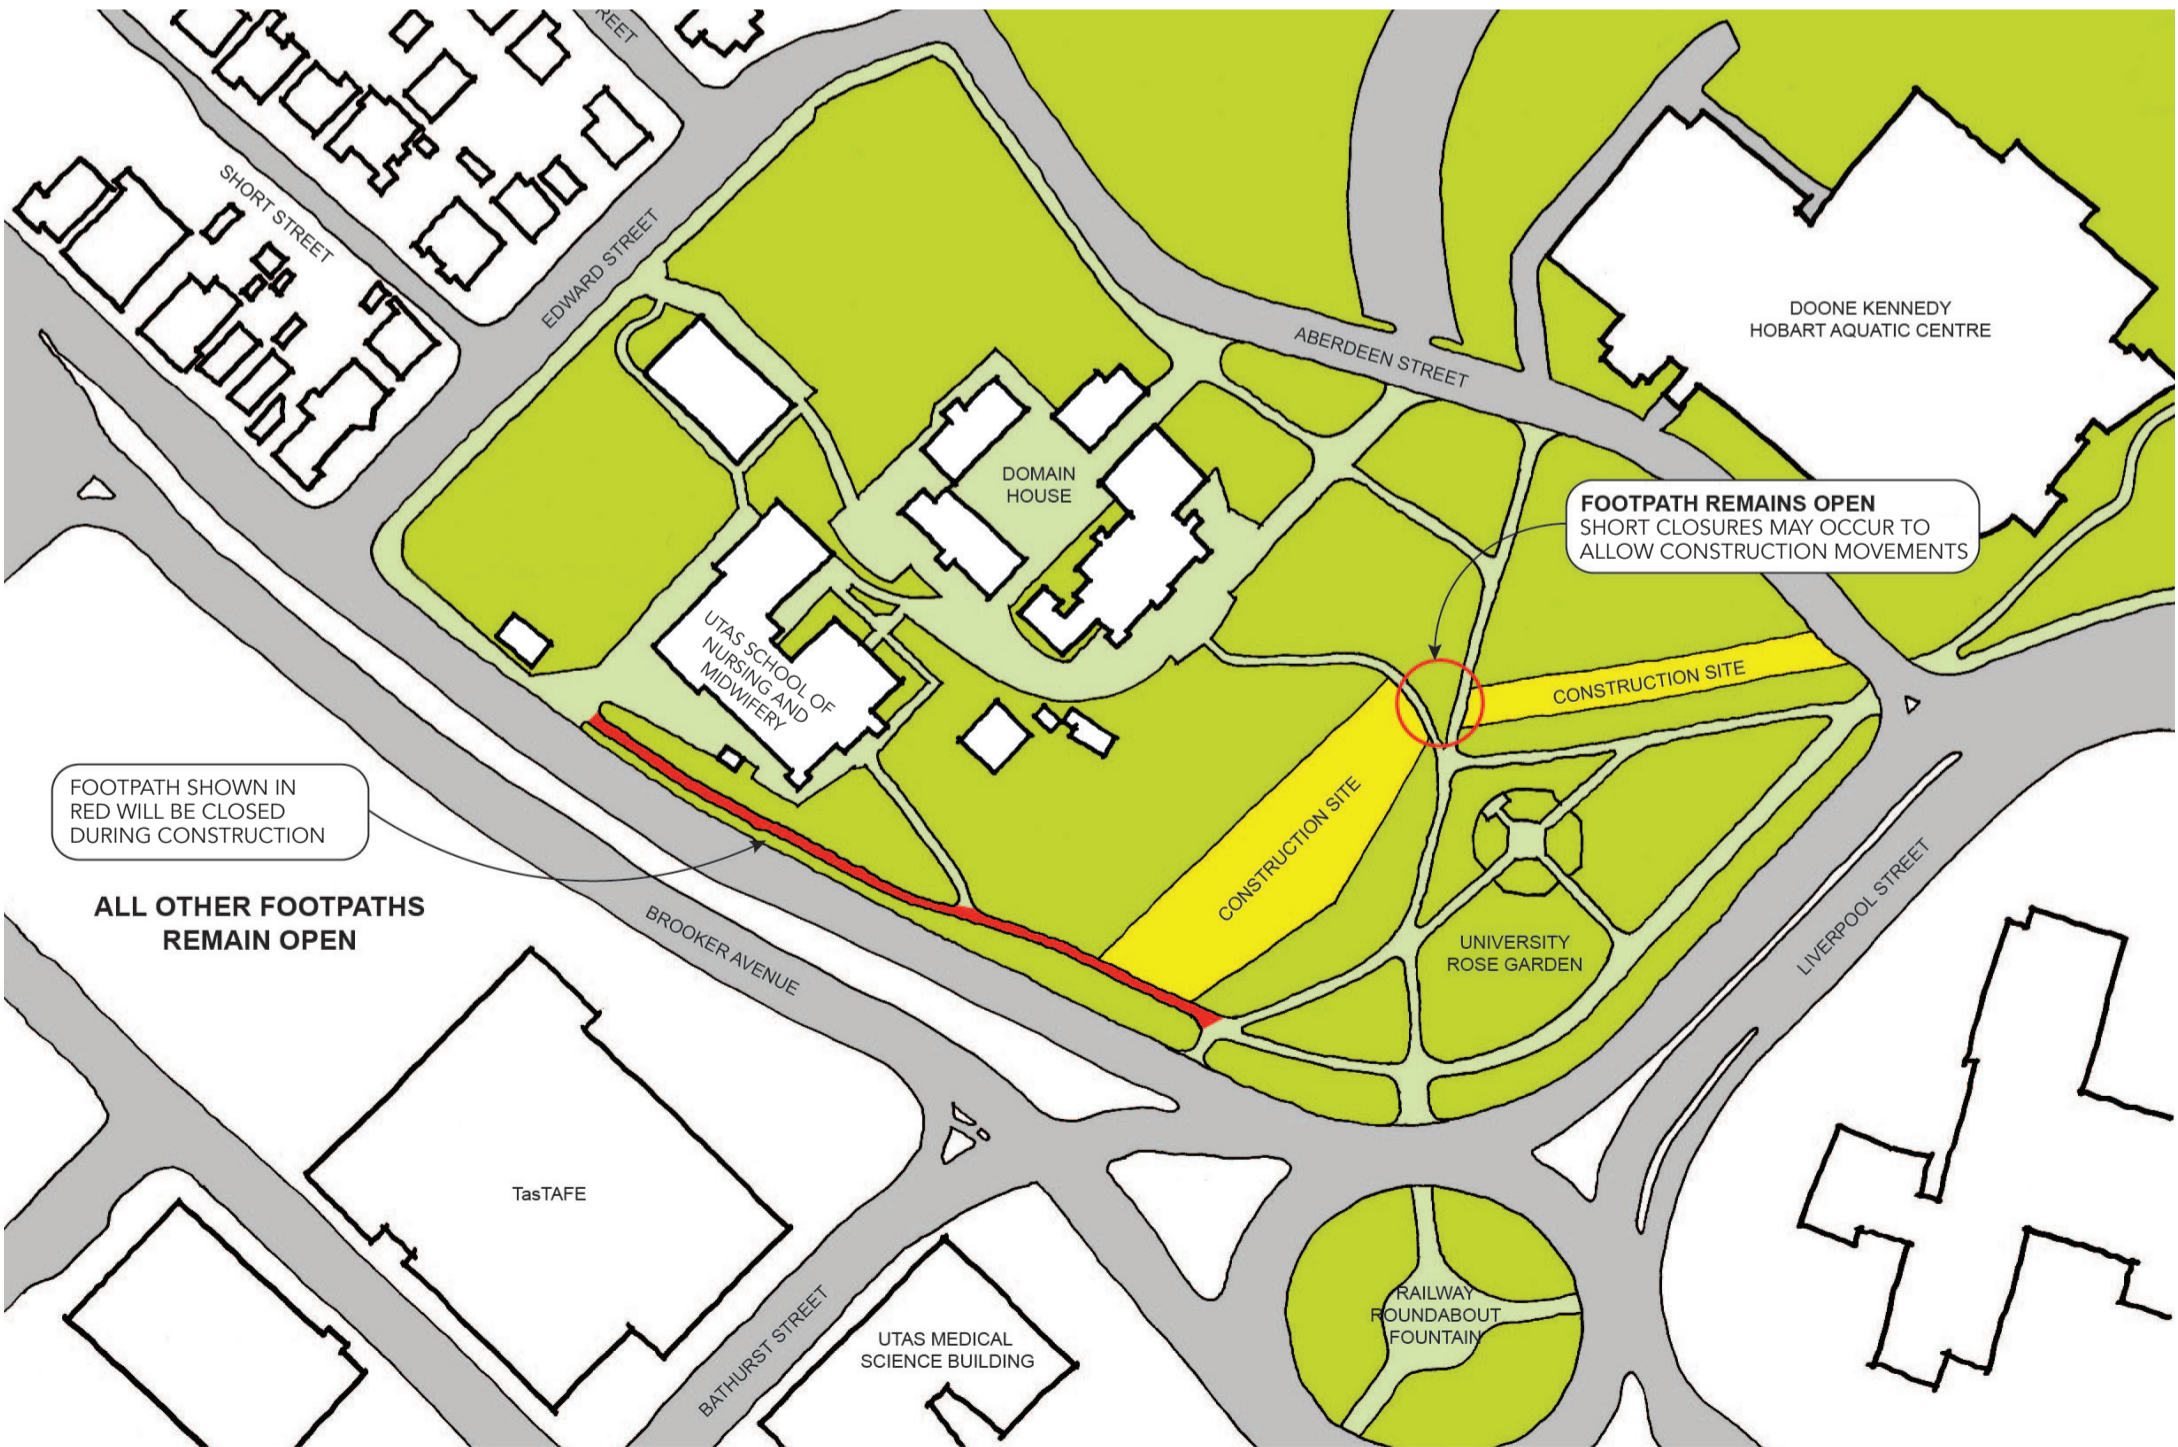 REET
SHORT STREET
EDWARD STREET
ABERDEEN STREET
DOONE KENNEDY
HOBART AQUATIC CENTRE
DOMAIN
HOUSE
FOOTPATH REMAINS OPEN
SHORT CLOSURES MAY OCCUR TO
ALLOW CONSTRUCTION MOVEMENTS
UTAS SCHOOL OF
NURSING AND
MIDWIFERY
CONSTRUCTION SITE
CONSTRUCTION SITE
FOOTPATH SHOWN IN
RED WILL BE CLOSED
DURING CONSTRUCTION
ALL OTHER FOOTPATHS
REMAIN OPEN
BROOKER AVENUE
UNIVERSITY
ROSE GARDEN
LIVERPOOL STREET
TasTAFE
BATHURST STREET
UTAS MEDICAL
SCIENCE BUILDING
RAILWAY
ROUNDABOUT
FOUNTAIN